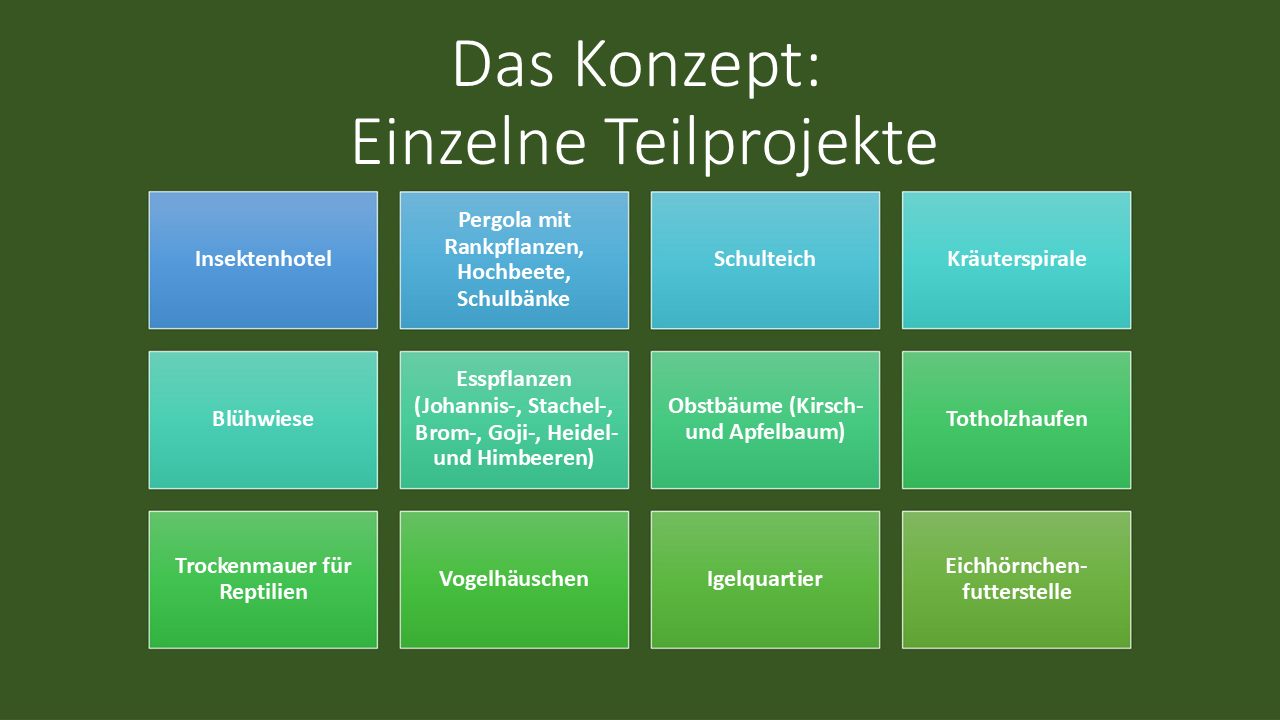 Das Konzept:
Einzelne Teilprojekte
Insektenhotel
Pergola mit
Rankpflanzen,
Hochbeete,
Schulbänke
Schulteich
Kräuterspirale
Blühwiese
Esspflanzen
(Johannis-, Stachel-,
Brom-, Goji-, Heidel-
und Himbeeren)
Obstbäume (Kirsch-
und Apfelbaum)
Totholzhaufen
Trockenmauer für
Reptilien
Vogelhäuschen
Igelquartier
Eichhörnchen-
futterstelle